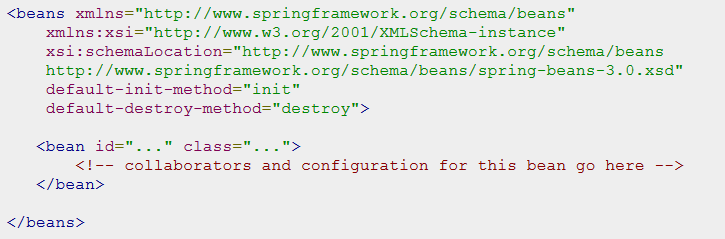 <beans xmlns="http://www.springframework.org/schema/beans"
    xmlns:xsi="http://www.w3.org/2001/XMLSchema-instance"
    xsi:schemaLocation="http://www.springframework.org/schema/beans
    http://www.springframework.org/schema/beans/spring-beans-3.0.xsd"
    default-init-method="init"
    default-destroy-method="destroy">
   <bean id="..." class="...">
       <!-- collaborators and configuration for this bean go here -->
   </bean>
</beans>